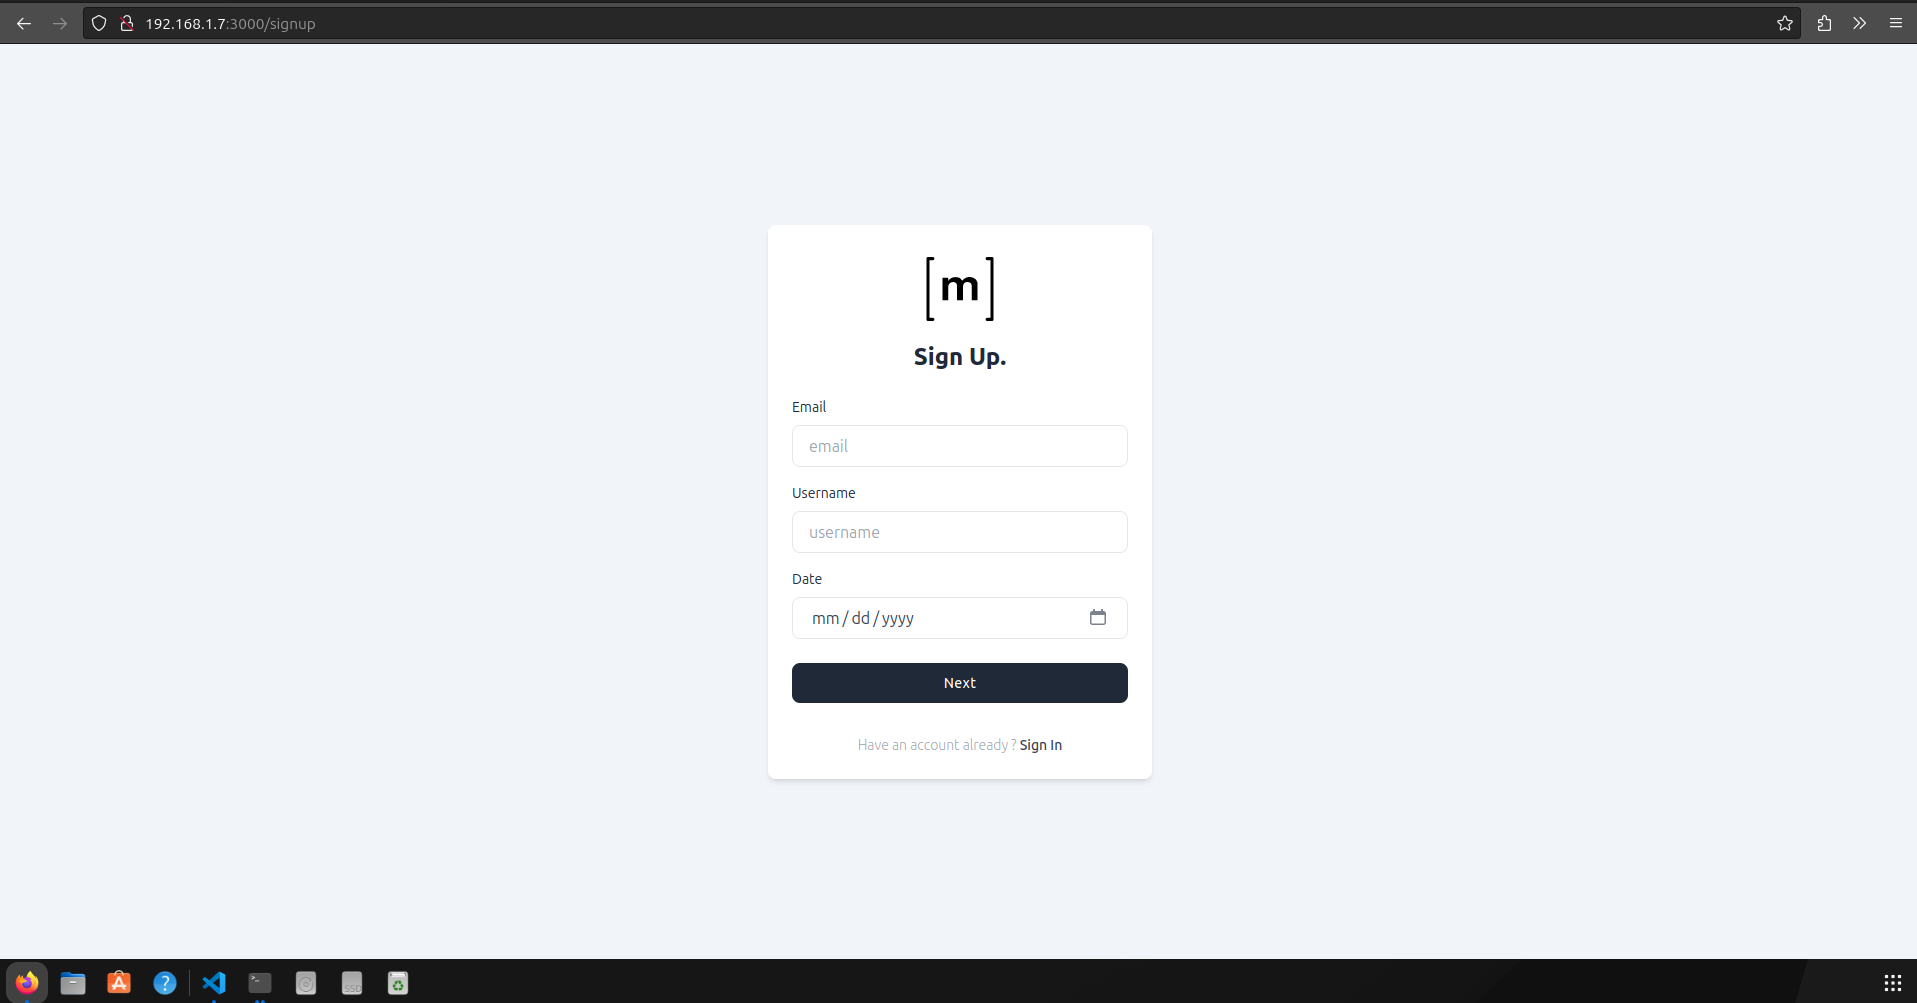 192.168.1.7:3000/signup
[m]
Sign Up.
Email
email
Username
username
Date
mm/dd/yyyy
Next
Have an account already ? Sign In
SSD